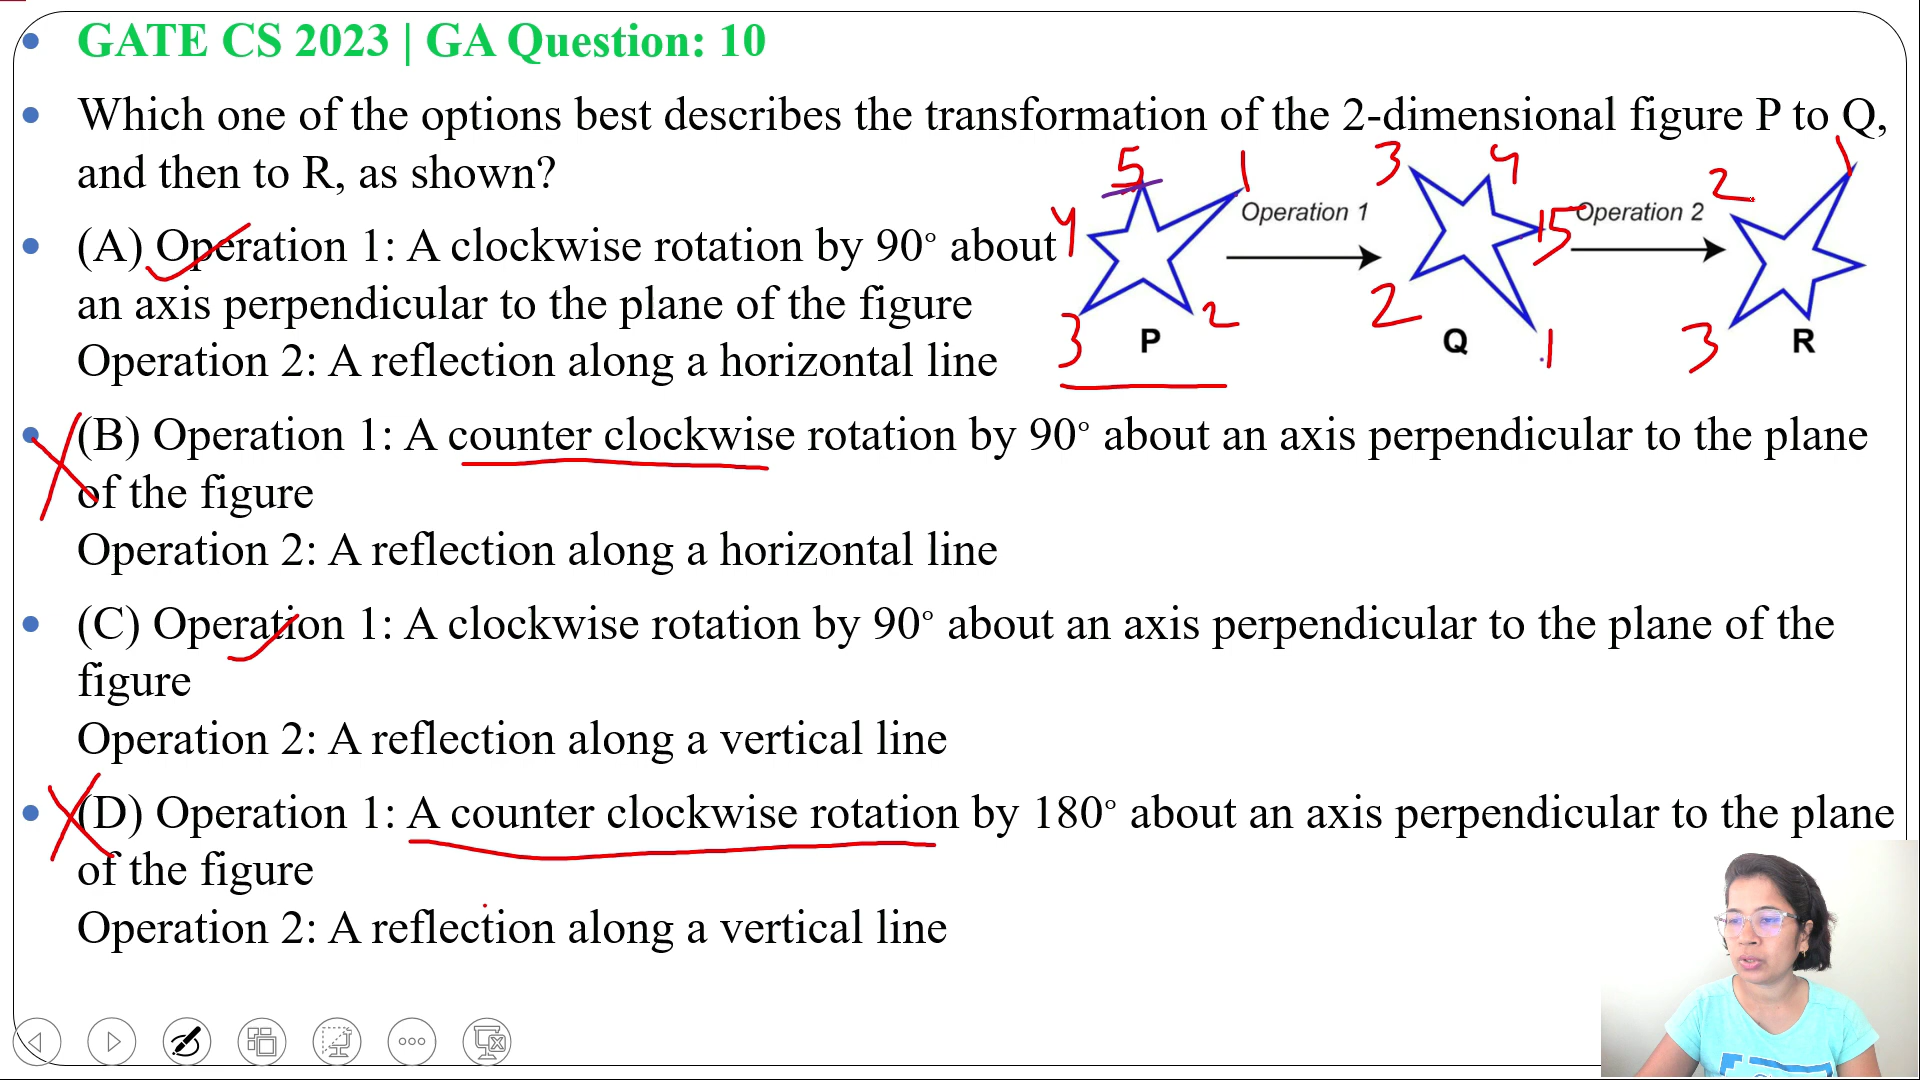 GATE CS 2023 | GA Question: 10
Which one of the options best describes the transformation of the 2-dimensional figure P to Q,
and then to R, as shown?
5 1 3 4 2 1
Operation 1 Operation 2
4 5
3 2 2 1 3
P Q R
(A) Operation 1: A clockwise rotation by 90° about
an axis perpendicular to the plane of the figure
Operation 2: A reflection along a horizontal line
(B) Operation 1: A counter clockwise rotation by 90° about an axis perpendicular to the plane
of the figure
Operation 2: A reflection along a horizontal line
(C) Operation 1: A clockwise rotation by 90° about an axis perpendicular to the plane of the
figure
Operation 2: A reflection along a vertical line
(D) Operation 1: A counter clockwise rotation by 180° about an axis perpendicular to the plane
of the figure
Operation 2: A reflection along a vertical line